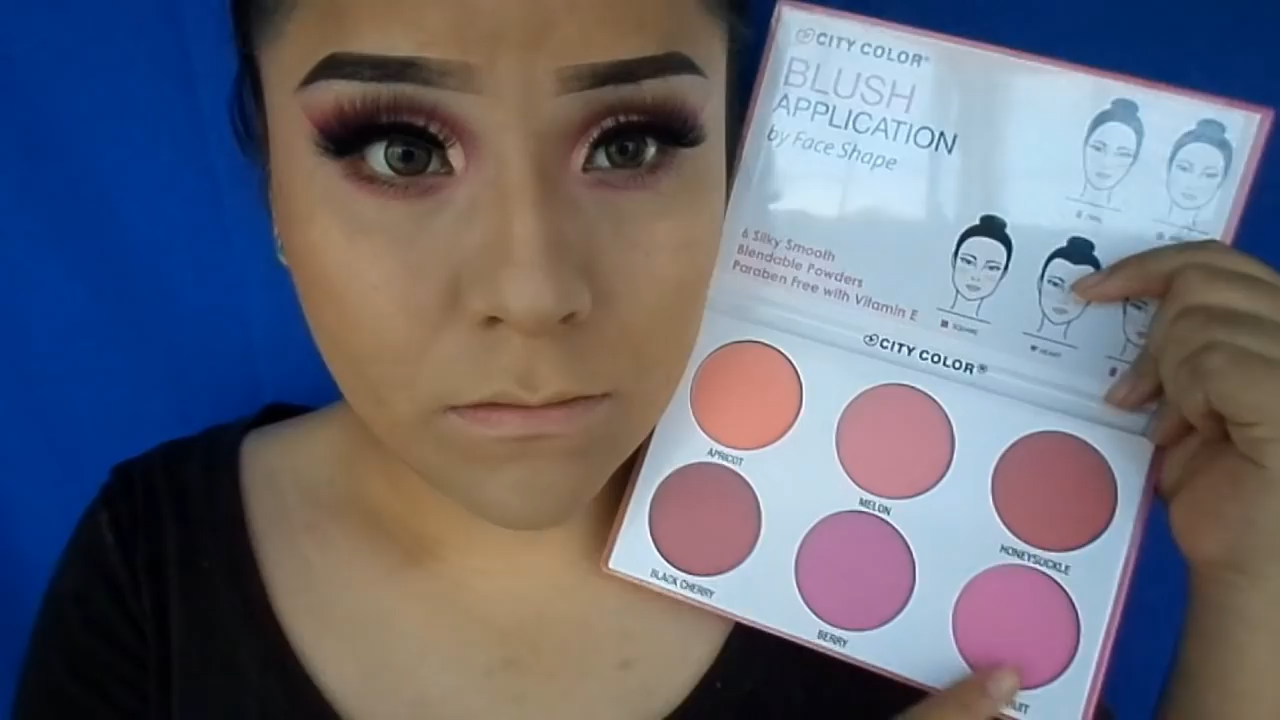 CITY COLOR®
BLUSH
APPLICATION
by Face Shape
6 Silky Smooth
Blendable Powders
Paraben Free with Vitamin E
SQUARE
HEART
CITY COLOR®
APRICOT
MELON
HONEYSUCKLE
BLACK CHERRY
BERRY